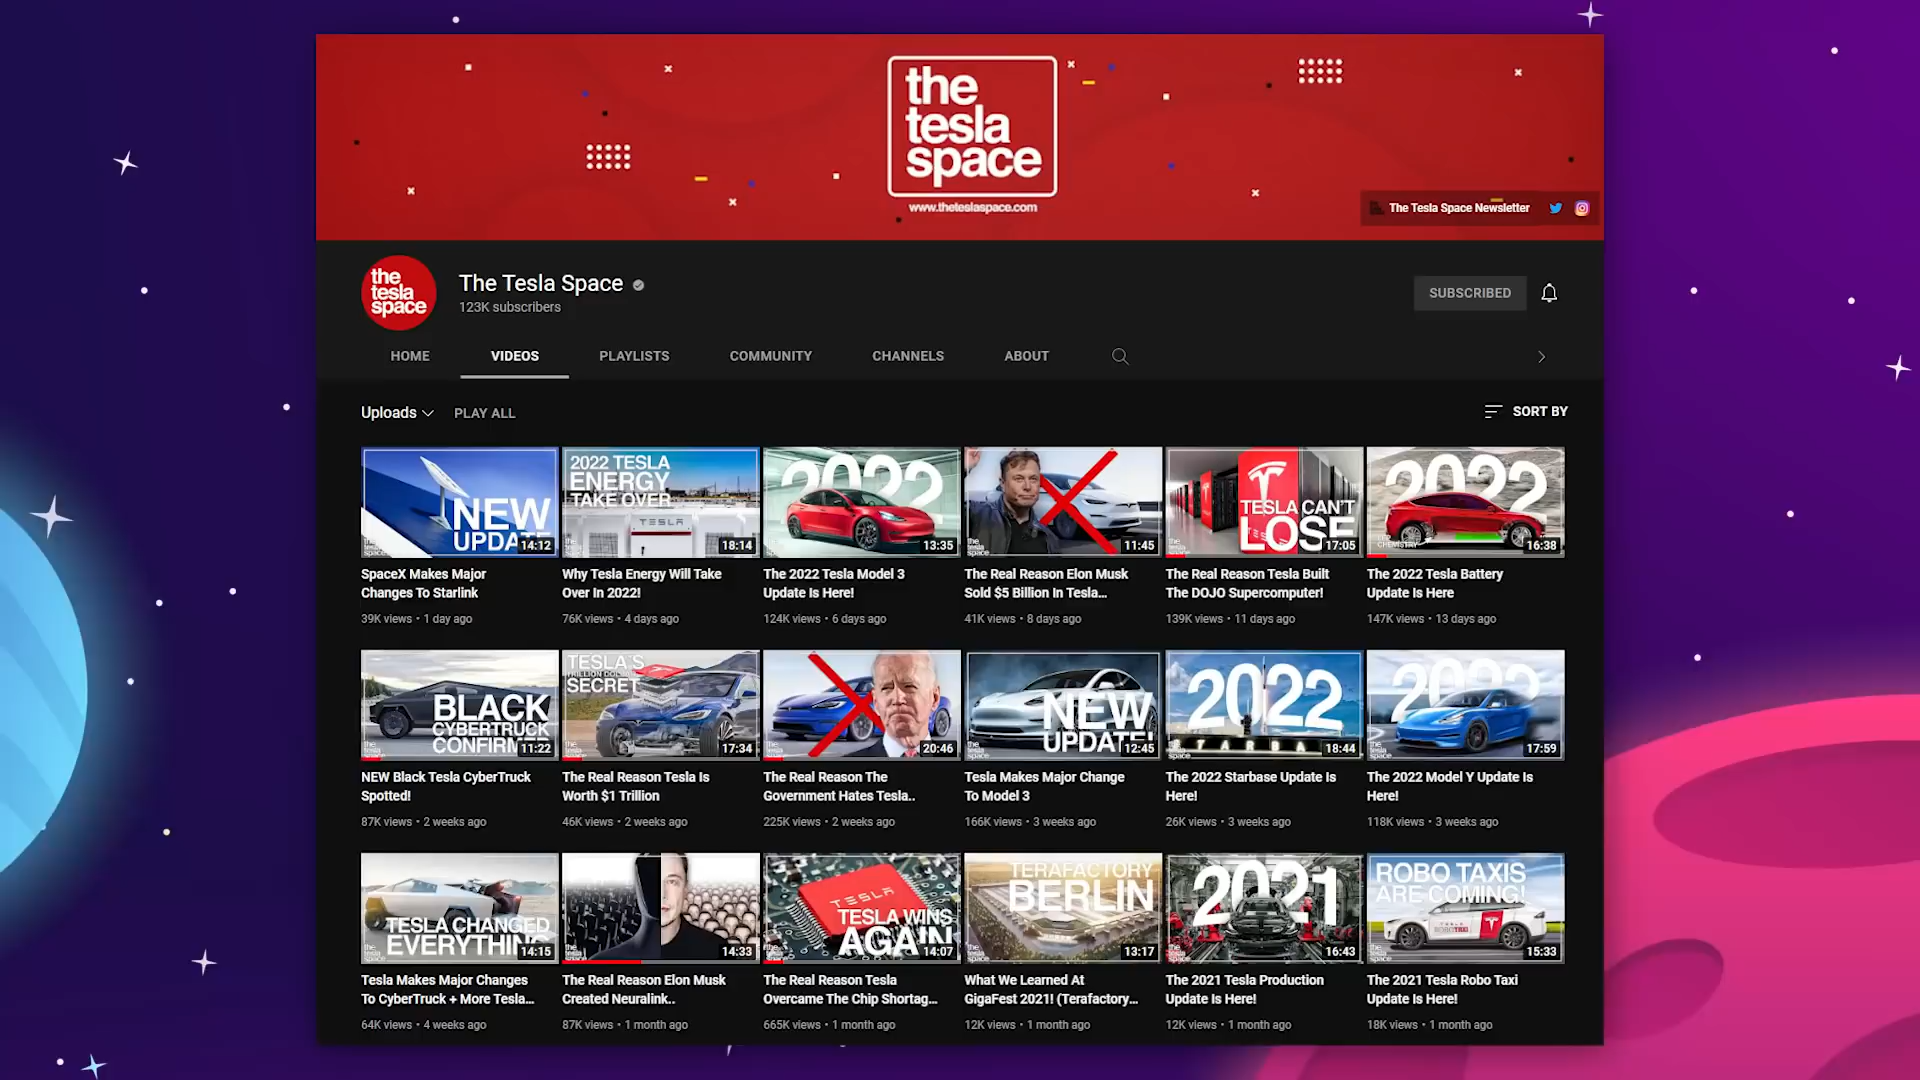 the
tesla
space
www.theteslaspace.com
The Tesla Space Newsletter
the
tesla
space
The Tesla Space
123K subscribers
SUBSCRIBED
HOME
VIDEOS
PLAYLISTS
COMMUNITY
CHANNELS
ABOUT
Uploads
PLAY ALL
SORT BY
NEW
UPDATE
14:12
2022 TESLA
ENERGY
TAKE OVER
TESLA
18:14
2022
13:35
11:45
TESLA CAN'T
LOSE
17:05
2022
16:38
SpaceX Makes Major
Changes To Starlink
39K views • 1 day ago
Why Tesla Energy Will Take
Over In 2022!
76K views • 4 days ago
The 2022 Tesla Model 3
Update Is Here!
124K views • 6 days ago
The Real Reason Elon Musk
Sold $5 Billion In Tesla...
41K views • 8 days ago
The Real Reason Tesla Built
The DOJO Supercomputer!
139K views • 11 days ago
The 2022 Tesla Battery
Update Is Here
147K views • 13 days ago
BLACK
CYBERTRUCK
CONFIRM
11:22
TESLA'S
TRILLION DOLLAR
SECRET
17:34
20:46
NEW
UPDATE!
12:45
2022
STARBA
18:44
2022
17:59
NEW Black Tesla CyberTruck
Spotted!
87K views • 2 weeks ago
The Real Reason Tesla Is
Worth $1 Trillion
46K views • 2 weeks ago
The Real Reason The
Government Hates Tesla..
225K views • 2 weeks ago
Tesla Makes Major Change
To Model 3
166K views • 3 weeks ago
The 2022 Starbase Update Is
Here!
26K views • 3 weeks ago
The 2022 Model Y Update Is
Here!
118K views • 3 weeks ago
TESLA CHANGED
EVERYTHIN
14:15
14:33
TESLA
TESLA WINS
AGAIN
14:07
TERAFACTORY
BERLIN
13:17
2021
16:43
ROBO TAXIS
ARE COMING!
15:33
Tesla Makes Major Changes
To CyberTruck + More Tesla...
64K views • 4 weeks ago
The Real Reason Elon Musk
Created Neuralink..
87K views • 1 month ago
The Real Reason Tesla
Overcame The Chip Shortag...
665K views • 1 month ago
What We Learned At
GigaFest 2021! (Terafactory...
12K views • 1 month ago
The 2021 Tesla Production
Update Is Here!
12K views • 1 month ago
The 2021 Tesla Robo Taxi
Update Is Here!
18K views • 1 month ago